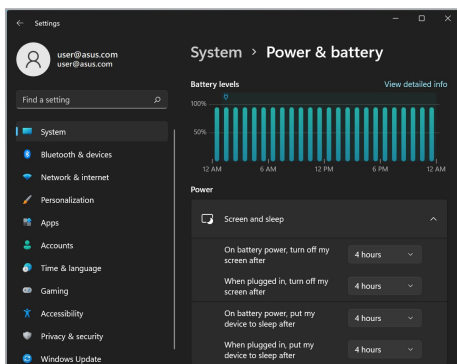 Settings
user@asus.com
user@asus.com
Find a setting
System
Bluetooth & devices
Network & internet
Personalization
Apps
Accounts
Time & language
Gaming
Accessibility
Privacy & security
Windows Update
System > Power & battery
Battery levels
View detailed info
100%
50%
12 AM
6 AM
12 PM
6 PM
12 AM
Power
Screen and sleep
On battery power, turn off my
screen after
4 hours
When plugged in, turn off my
screen after
4 hours
On battery power, put my
device to sleep after
4 hours
When plugged in, put my
device to sleep after
4 hours